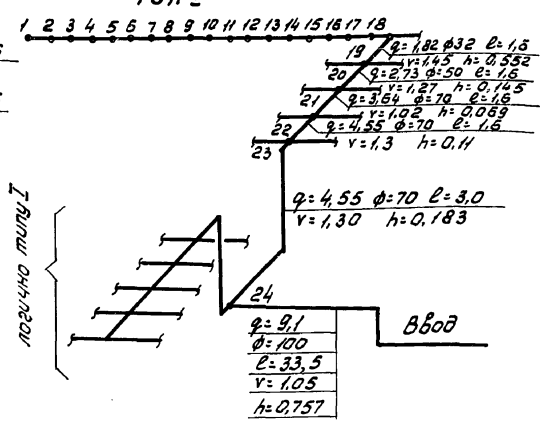 1 2 3 4 5 6 7 8 9 10 11 12 13 14 15 16 17 18
19
q=1,82 ф32 ℓ=1,6
v=1,45 h=0,552
20
q=2,73 ф=50 ℓ=1,6
v=1,27 h=0,145
21
q=3,64 ф=70 ℓ=1,6
v=1,02 h=0,069
22
q=4,55 ф=70 ℓ=1,6
23
v=1,3 h=0,11
q=4,55 ф=70 ℓ=3,0
v=1,30 h=0,183
логично типу I
24
Ввод
q=9,1
ф=100
ℓ=33,5
v=1,05
h=0,757